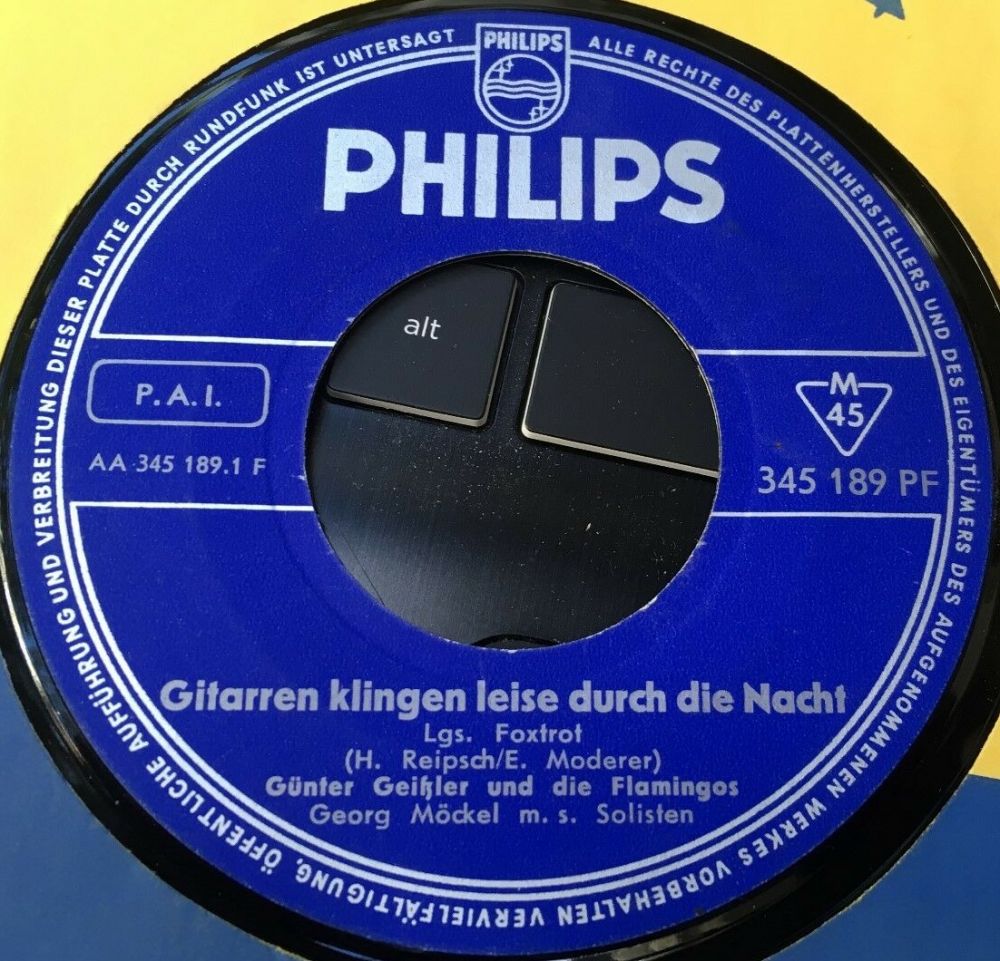 PHILIPS
ALLE RECHTE DES PLATTENHERSTELLERS UND DES EIGENTÜMERS DES AUFGENOMMENEN WERKES VORBEHALTEN VERVIELFÄLTIGUNG, ÖFFENTLICHE AUFFÜHRUNG UND VERBREITUNG DIESER PLATTE DURCH RUNDFUNK IST UNTERSAGT
PHILIPS
alt
P.A.I.
M
45
AA 345 189.1 F
345 189 PF
Gitarren klingen leise durch die Nacht
Lgs. Foxtrot
(H. Reipsch/E. Moderer)
Günter Geißler und die Flamingos
Georg Möckel m. s. Solisten